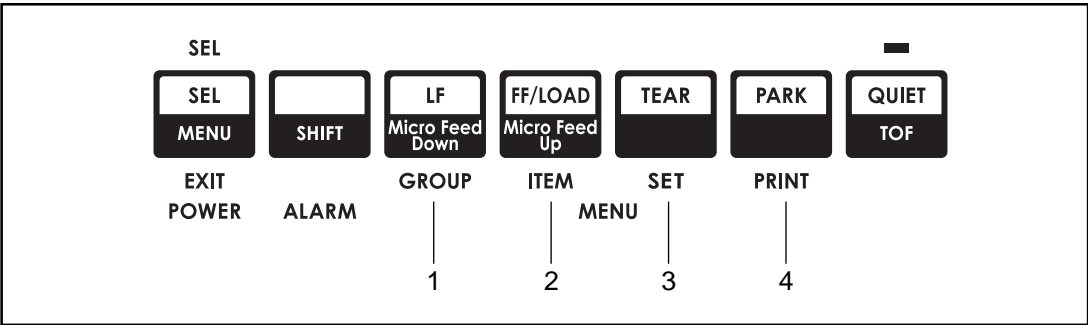 SEL
SEL SHIFT LF FF/LOAD TEAR PARK QUIET
MENU Micro Feed Down Micro Feed Up TOF
EXIT GROUP ITEM SET PRINT
POWER ALARM MENU
1 2 3 4